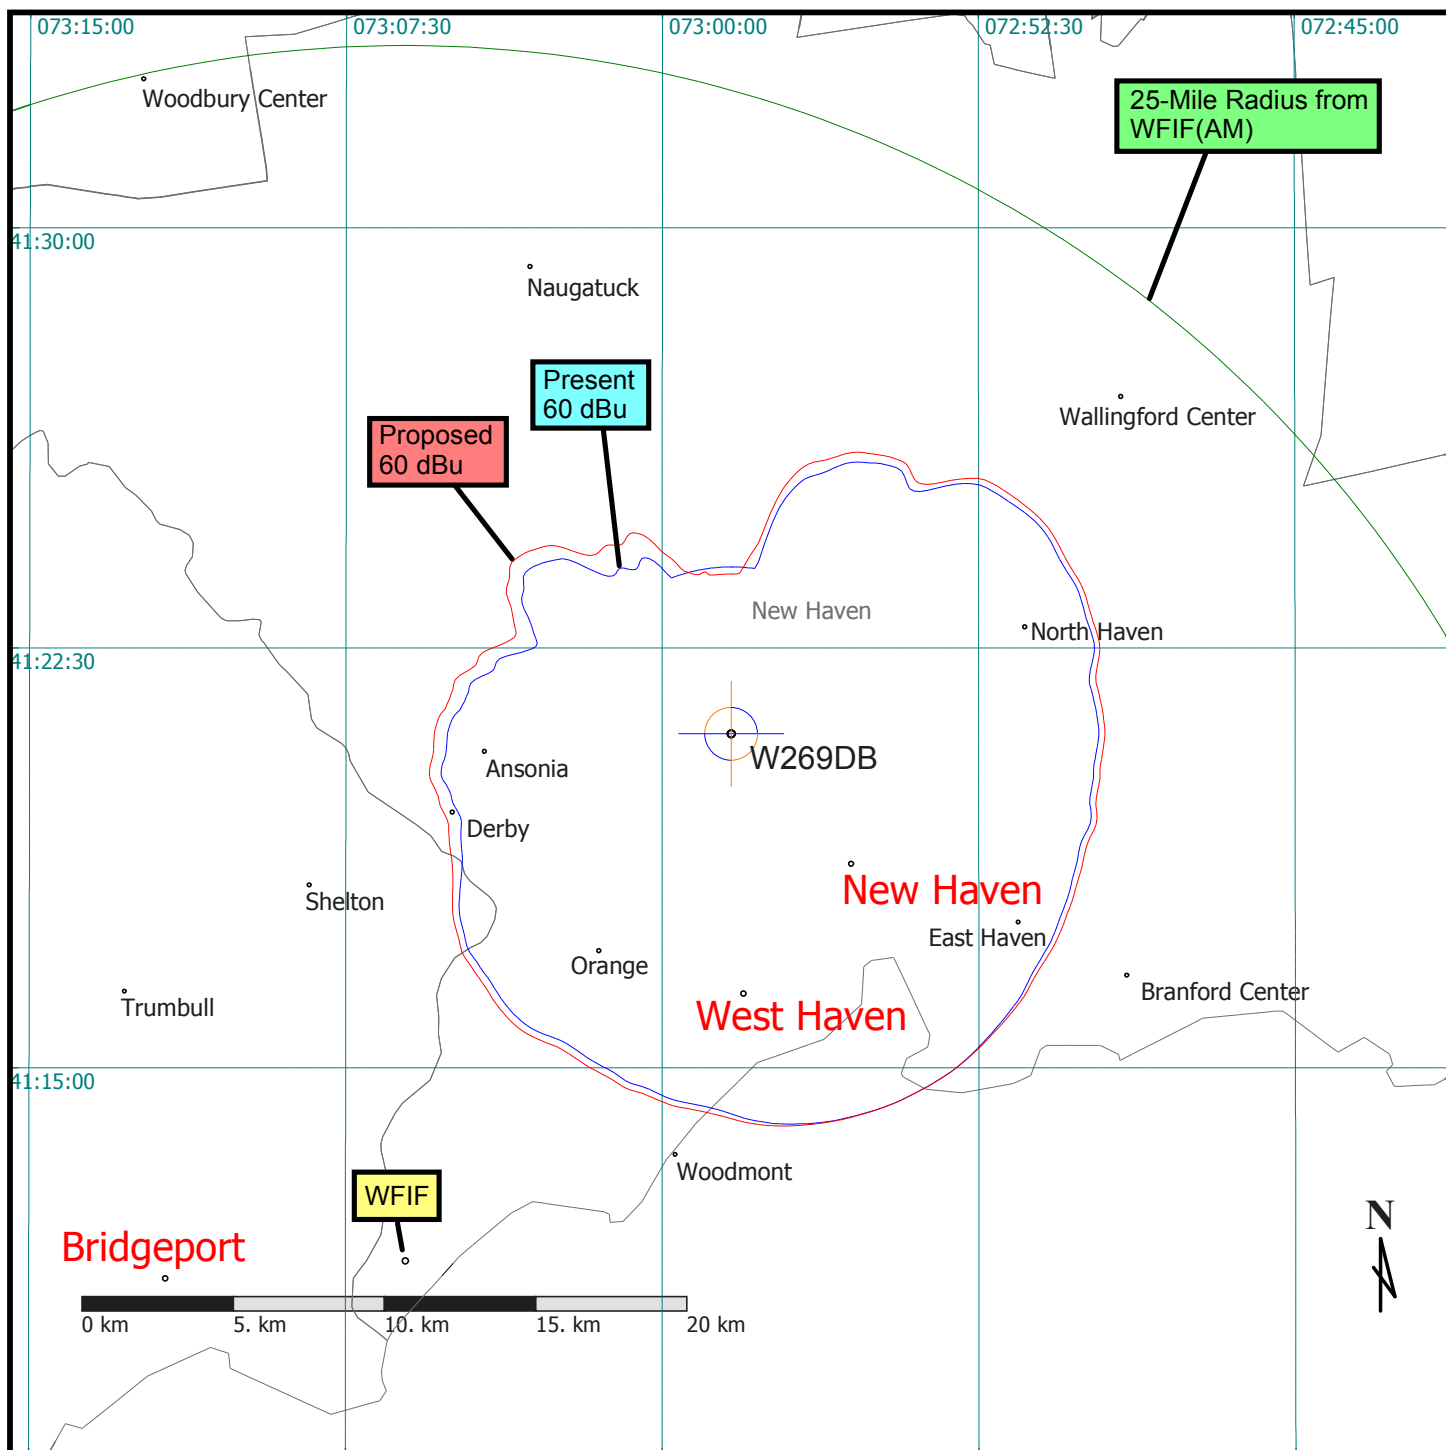 073:15:00
073:07:30
073:00:00
072:52:30
072:45:00
Woodbury Center
25-Mile Radius from
WFIF(AM)
41:30:00
Naugatuck
Present
60 dBu
Wallingford Center
Proposed
60 dBu
New Haven
North Haven
41:22:30
W269DB
Ansonia
Derby
New Haven
Shelton
East Haven
Orange
Branford Center
Trumbull
West Haven
41:15:00
Woodmont
WFIF
N
Bridgeport
0 km
5. km
10. km
15. km
20 km